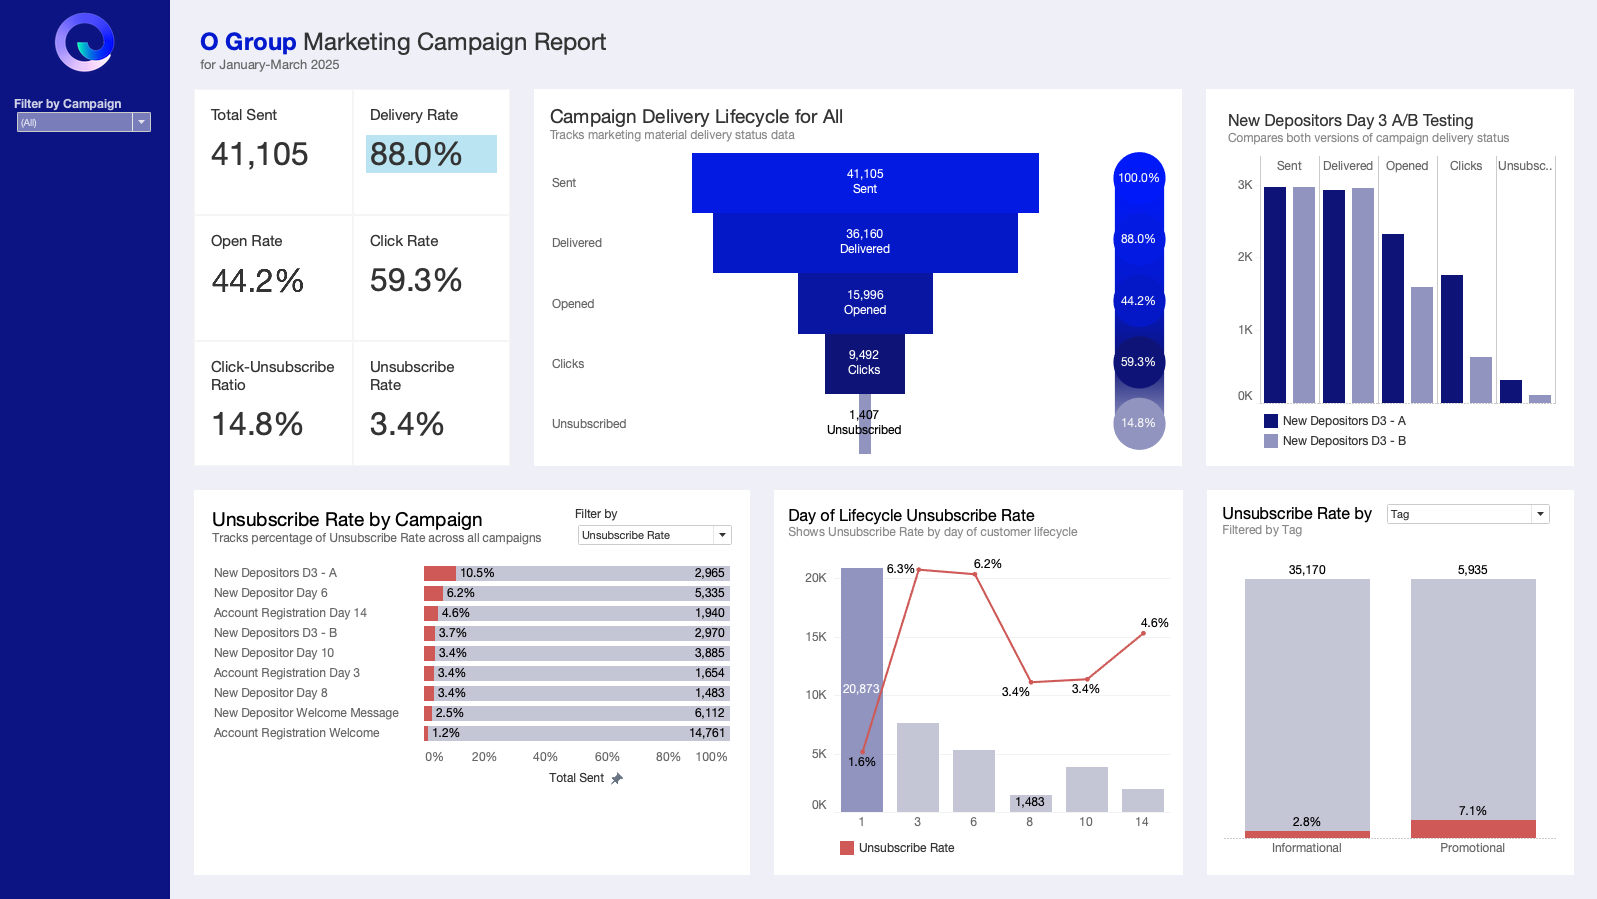 O Group Marketing Campaign Report
for January-March 2025
Filter by Campaign
(All)
Total Sent
41,105
Delivery Rate
88.0%
Open Rate
44.2%
Click Rate
59.3%
Click-Unsubscribe
Ratio
14.8%
Unsubscribe
Rate
3.4%
Campaign Delivery Lifecycle for All
Tracks marketing material delivery status data
Sent
41,105
Sent
100.0%
Delivered
36,160
Delivered
88.0%
Opened
15,996
Opened
44.2%
Clicks
9,492
Clicks
59.3%
Unsubscribed
1,407
Unsubscribed
14.8%
New Depositors Day 3 A/B Testing
Compares both versions of campaign delivery status
Sent Delivered Opened Clicks Unsubsc..
3K
2K
1K
0K
New Depositors D3 - A
New Depositors D3 - B
Unsubscribe Rate by Campaign
Tracks percentage of Unsubscribe Rate across all campaigns
Filter by
Unsubscribe Rate
New Depositors D3 - A 10.5% 2,965
New Depositor Day 6 6.2% 5,335
Account Registration Day 14 4.6% 1,940
New Depositors D3 - B 3.7% 2,970
New Depositor Day 10 3.4% 3,885
Account Registration Day 3 3.4% 1,654
New Depositor Day 8 3.4% 1,483
New Depositor Welcome Message 2.5% 6,112
Account Registration Welcome 1.2% 14,761
0% 20% 40% 60% 80% 100%
Total Sent
Day of Lifecycle Unsubscribe Rate
Shows Unsubscribe Rate by day of customer lifecycle
20K
15K
10K
5K
0K
6.3%
6.2%
4.6%
20,873
3.4%
3.4%
1.6%
1,483
1 3 6 8 10 14
Unsubscribe Rate
Unsubscribe Rate by
Tag
Filtered by Tag
35,170 5,935
2.8% 7.1%
Informational Promotional